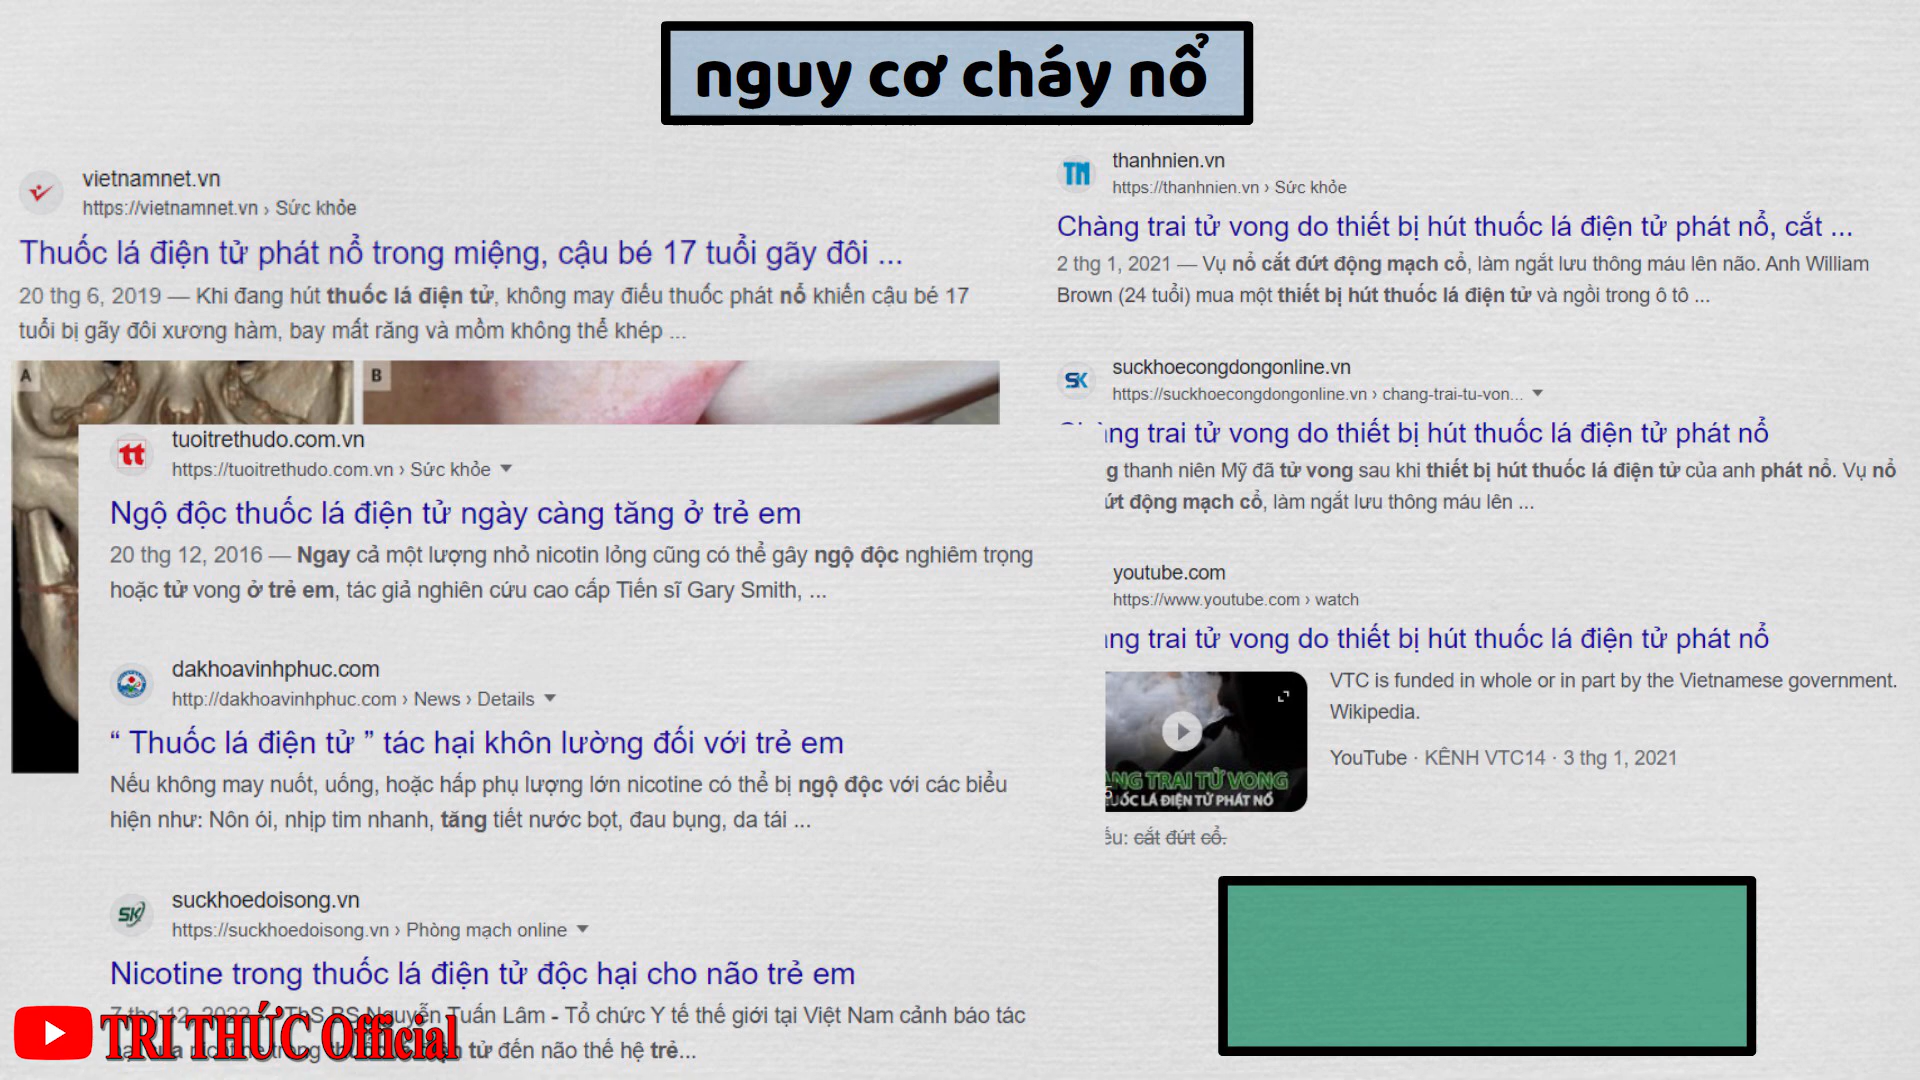 nguy cơ cháy nổ
vietnamnet.vn
https://vietnamnet.vn › Sức khỏe
Thuốc lá điện tử phát nổ trong miệng, cậu bé 17 tuổi gãy đôi ...
20 thg 6, 2019 — Khi đang hút thuốc lá điện tử, không may điếu thuốc phát nổ khiến cậu bé 17
tuổi bị gãy đôi xương hàm, bay mất răng và mồm không thể khép ...
A
B
tuoitrethudo.com.vn
https://tuoitrethudo.com.vn › Sức khỏe
Ngộ độc thuốc lá điện tử ngày càng tăng ở trẻ em
20 thg 12, 2016 — Ngay cả một lượng nhỏ nicotin lỏng cũng có thể gây ngộ độc nghiêm trọng
hoặc tử vong ở trẻ em, tác giả nghiên cứu cao cấp Tiến sĩ Gary Smith, ...
dakhoavinhphuc.com
http://dakhoavinhphuc.com › News › Details
“ Thuốc lá điện tử ” tác hại khôn lường đối với trẻ em
Nếu không may nuốt, uống, hoặc hấp phụ lượng lớn nicotine có thể bị ngộ độc với các biểu
hiện như: Nôn ói, nhịp tim nhanh, tăng tiết nước bọt, đau bụng, da tái ...
suckhoedoisong.vn
https://suckhoedoisong.vn › Phòng mạch online
Nicotine trong thuốc lá điện tử độc hại cho não trẻ em
7 thg 12, 2022 ThS BS Nguyễn Tuấn Lâm - Tổ chức Y tế thế giới tại Việt Nam cảnh báo tác
tử đến não thế hệ trẻ...
TRI THỨC Official
TN
thanhnien.vn
https://thanhnien.vn › Sức khỏe
Chàng trai tử vong do thiết bị hút thuốc lá điện tử phát nổ, cắt ...
2 thg 1, 2021 — Vụ nổ cắt đứt động mạch cổ, làm ngắt lưu thông máu lên não. Anh William
Brown (24 tuổi) mua một thiết bị hút thuốc lá điện tử và ngồi trong ô tô ...
SK
suckhoecongdongonline.vn
https://suckhoecongdongonline.vn › chang-trai-tu-von...
ng trai tử vong do thiết bị hút thuốc lá điện tử phát nổ
g thanh niên Mỹ đã tử vong sau khi thiết bị hút thuốc lá điện tử của anh phát nổ. Vụ nổ
ứt động mạch cổ, làm ngắt lưu thông máu lên ...
youtube.com
https://www.youtube.com › watch
ng trai tử vong do thiết bị hút thuốc lá điện tử phát nổ
NG TRAI TỬ VONG
UỐC LÁ ĐIỆN TỬ PHÁT NỔ
VTC is funded in whole or in part by the Vietnamese government.
Wikipedia.
YouTube · KÊNH VTC14 · 3 thg 1, 2021
ếu: cắt đứt cổ.